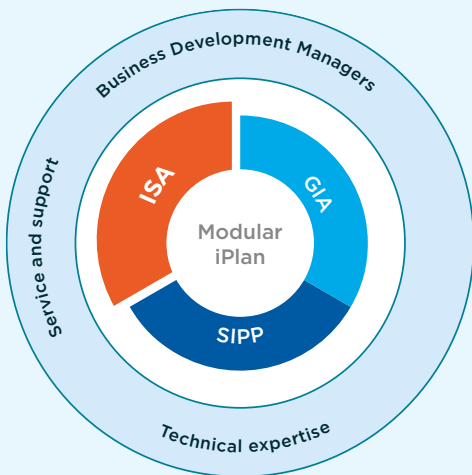 Business Development Managers
Service and support
ISA
GIA
Modular
iPlan
SIPP
Technical expertise